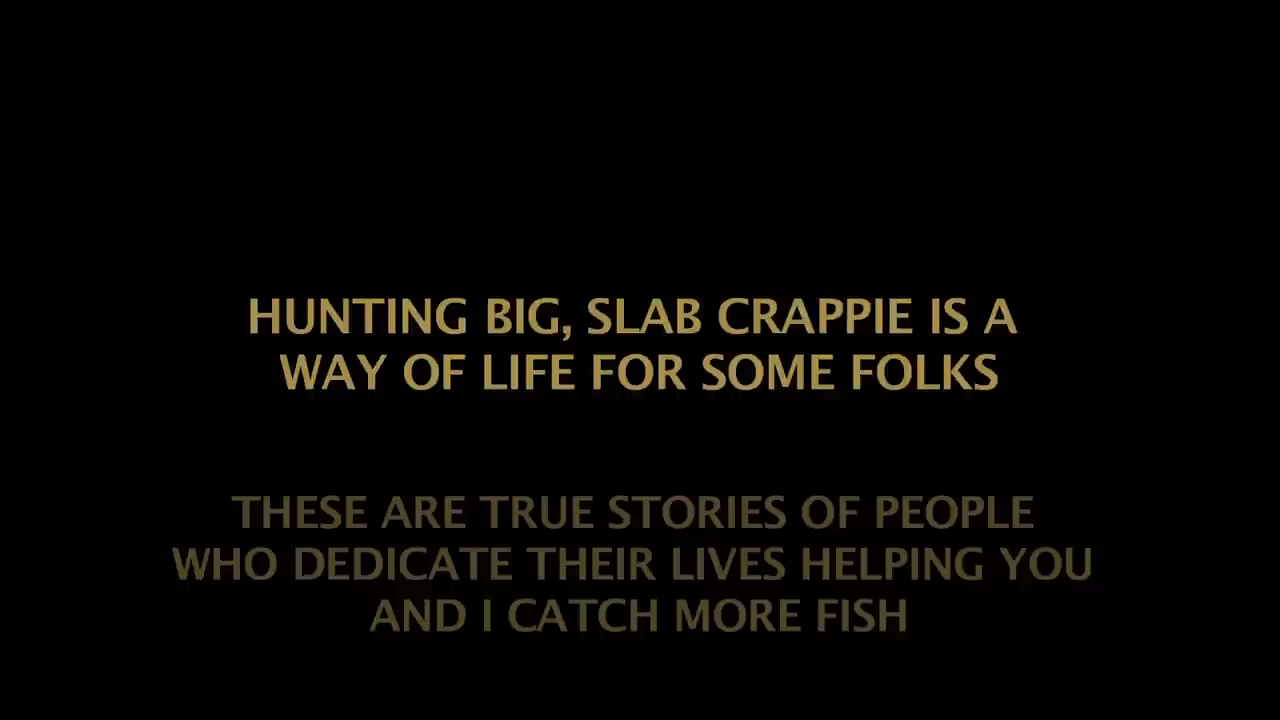 HUNTING BIG, SLAB CRAPPIE IS A
WAY OF LIFE FOR SOME FOLKS
THESE ARE TRUE STORIES OF PEOPLE
WHO DEDICATE THEIR LIVES HELPING YOU
AND I CATCH MORE FISH